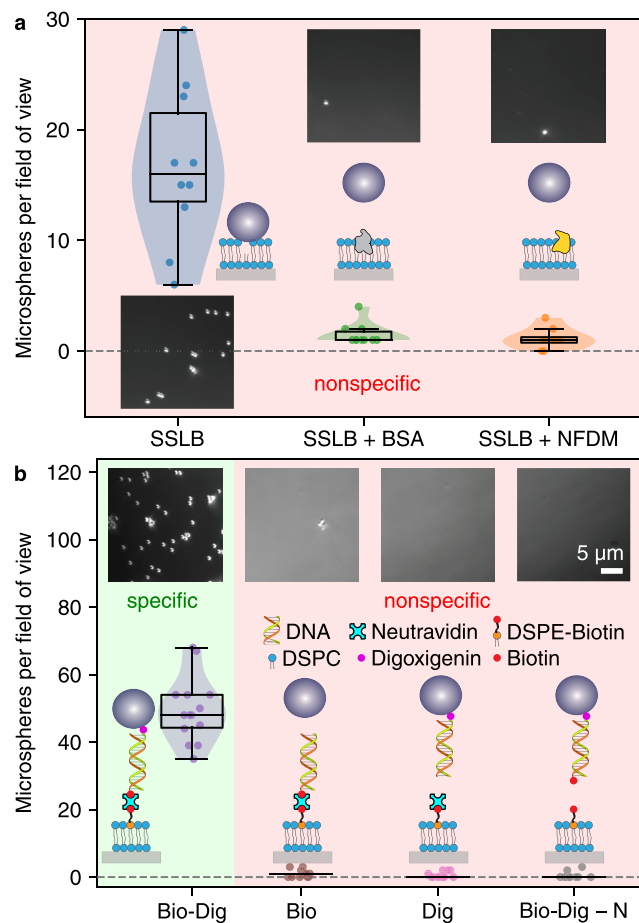 a
Microspheres per field of view
30
20
10
0
nonspecific
SSLB
SSLB + BSA
SSLB + NFDM
b
Microspheres per field of view
120
100
80
60
40
20
0
5 µm
specific
nonspecific
DNA
Neutravidin
DSPE-Biotin
DSPC
Digoxigenin
Biotin
Bio-Dig
Bio
Dig
Bio-Dig – N